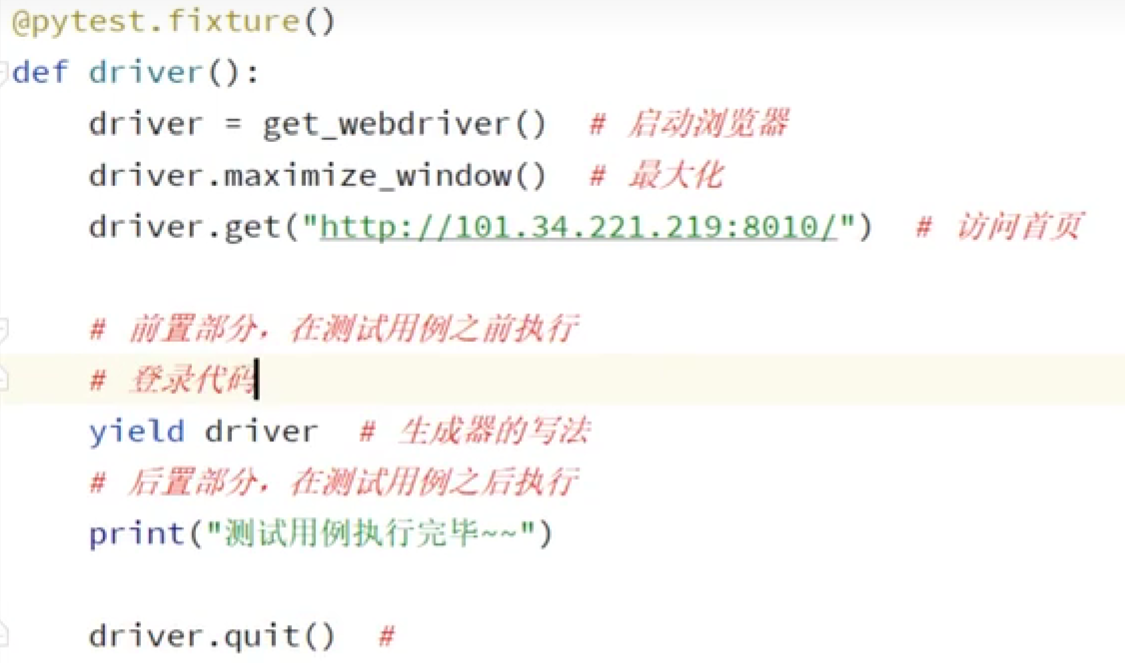 @pytest.fixture()
def driver():
    driver = get_webdriver()  # 启动浏览器
    driver.maximize_window()  # 最大化
    driver.get("http://101.34.221.219:8010/")  # 访问首页
    # 前置部分，在测试用例之前执行
    # 登录代码
    yield driver  # 生成器的写法
    # 后置部分，在测试用例之后执行
    print("测试用例执行完毕~~")
    driver.quit()  #